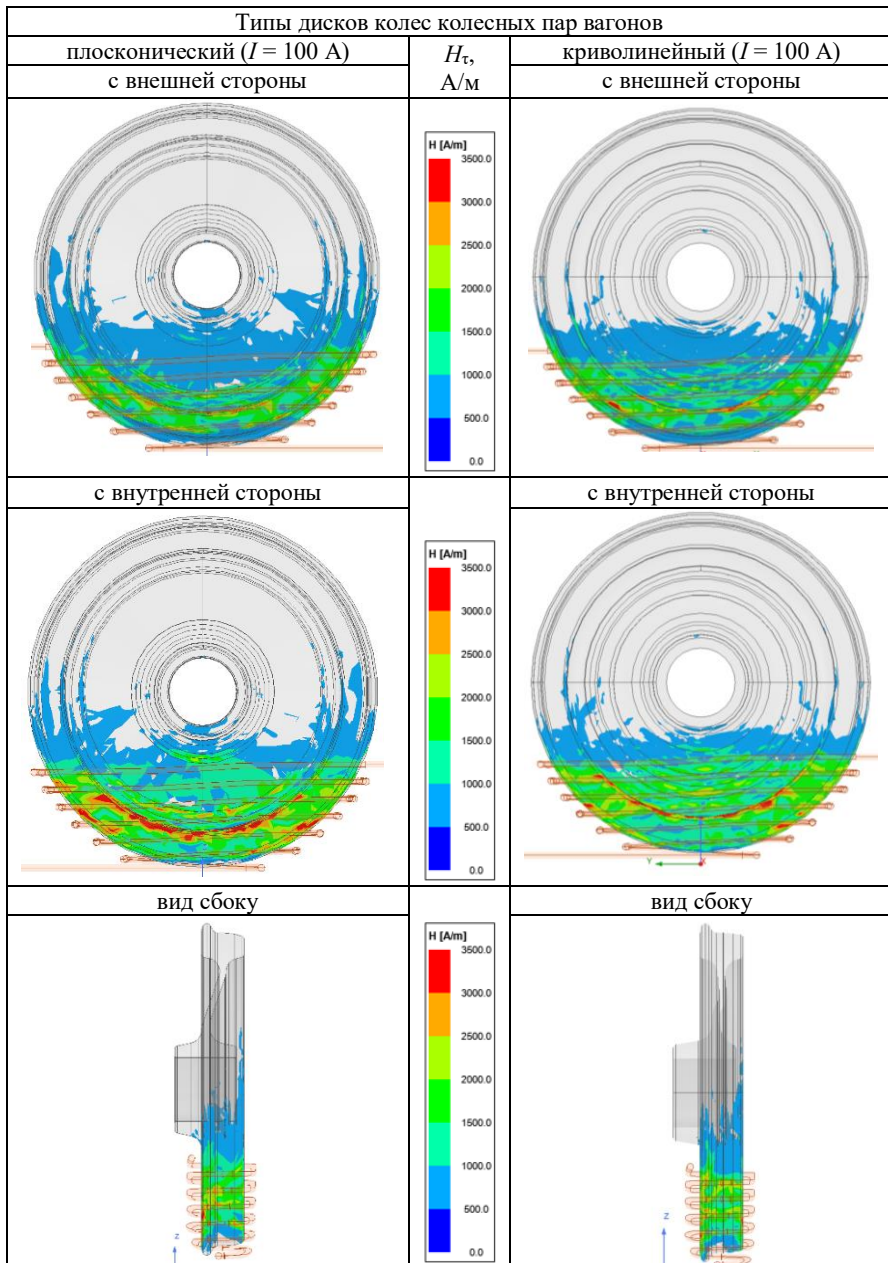 Типы дисков колес колесных пар вагонов
плосконический (I = 100 А)
Hτ,
А/м
криволинейный (I = 100 А)
с внешней стороны
с внешней стороны
H [A/m]
3500.0
3000.0
2500.0
2000.0
1500.0
1000.0
500.0
0.0
с внутренней стороны
с внутренней стороны
H [A/m]
3500.0
3000.0
2500.0
2000.0
1500.0
1000.0
500.0
0.0
Y
X
вид сбоку
вид сбоку
H [A/m]
3500.0
3000.0
2500.0
2000.0
1500.0
1000.0
500.0
0.0
Z
Z